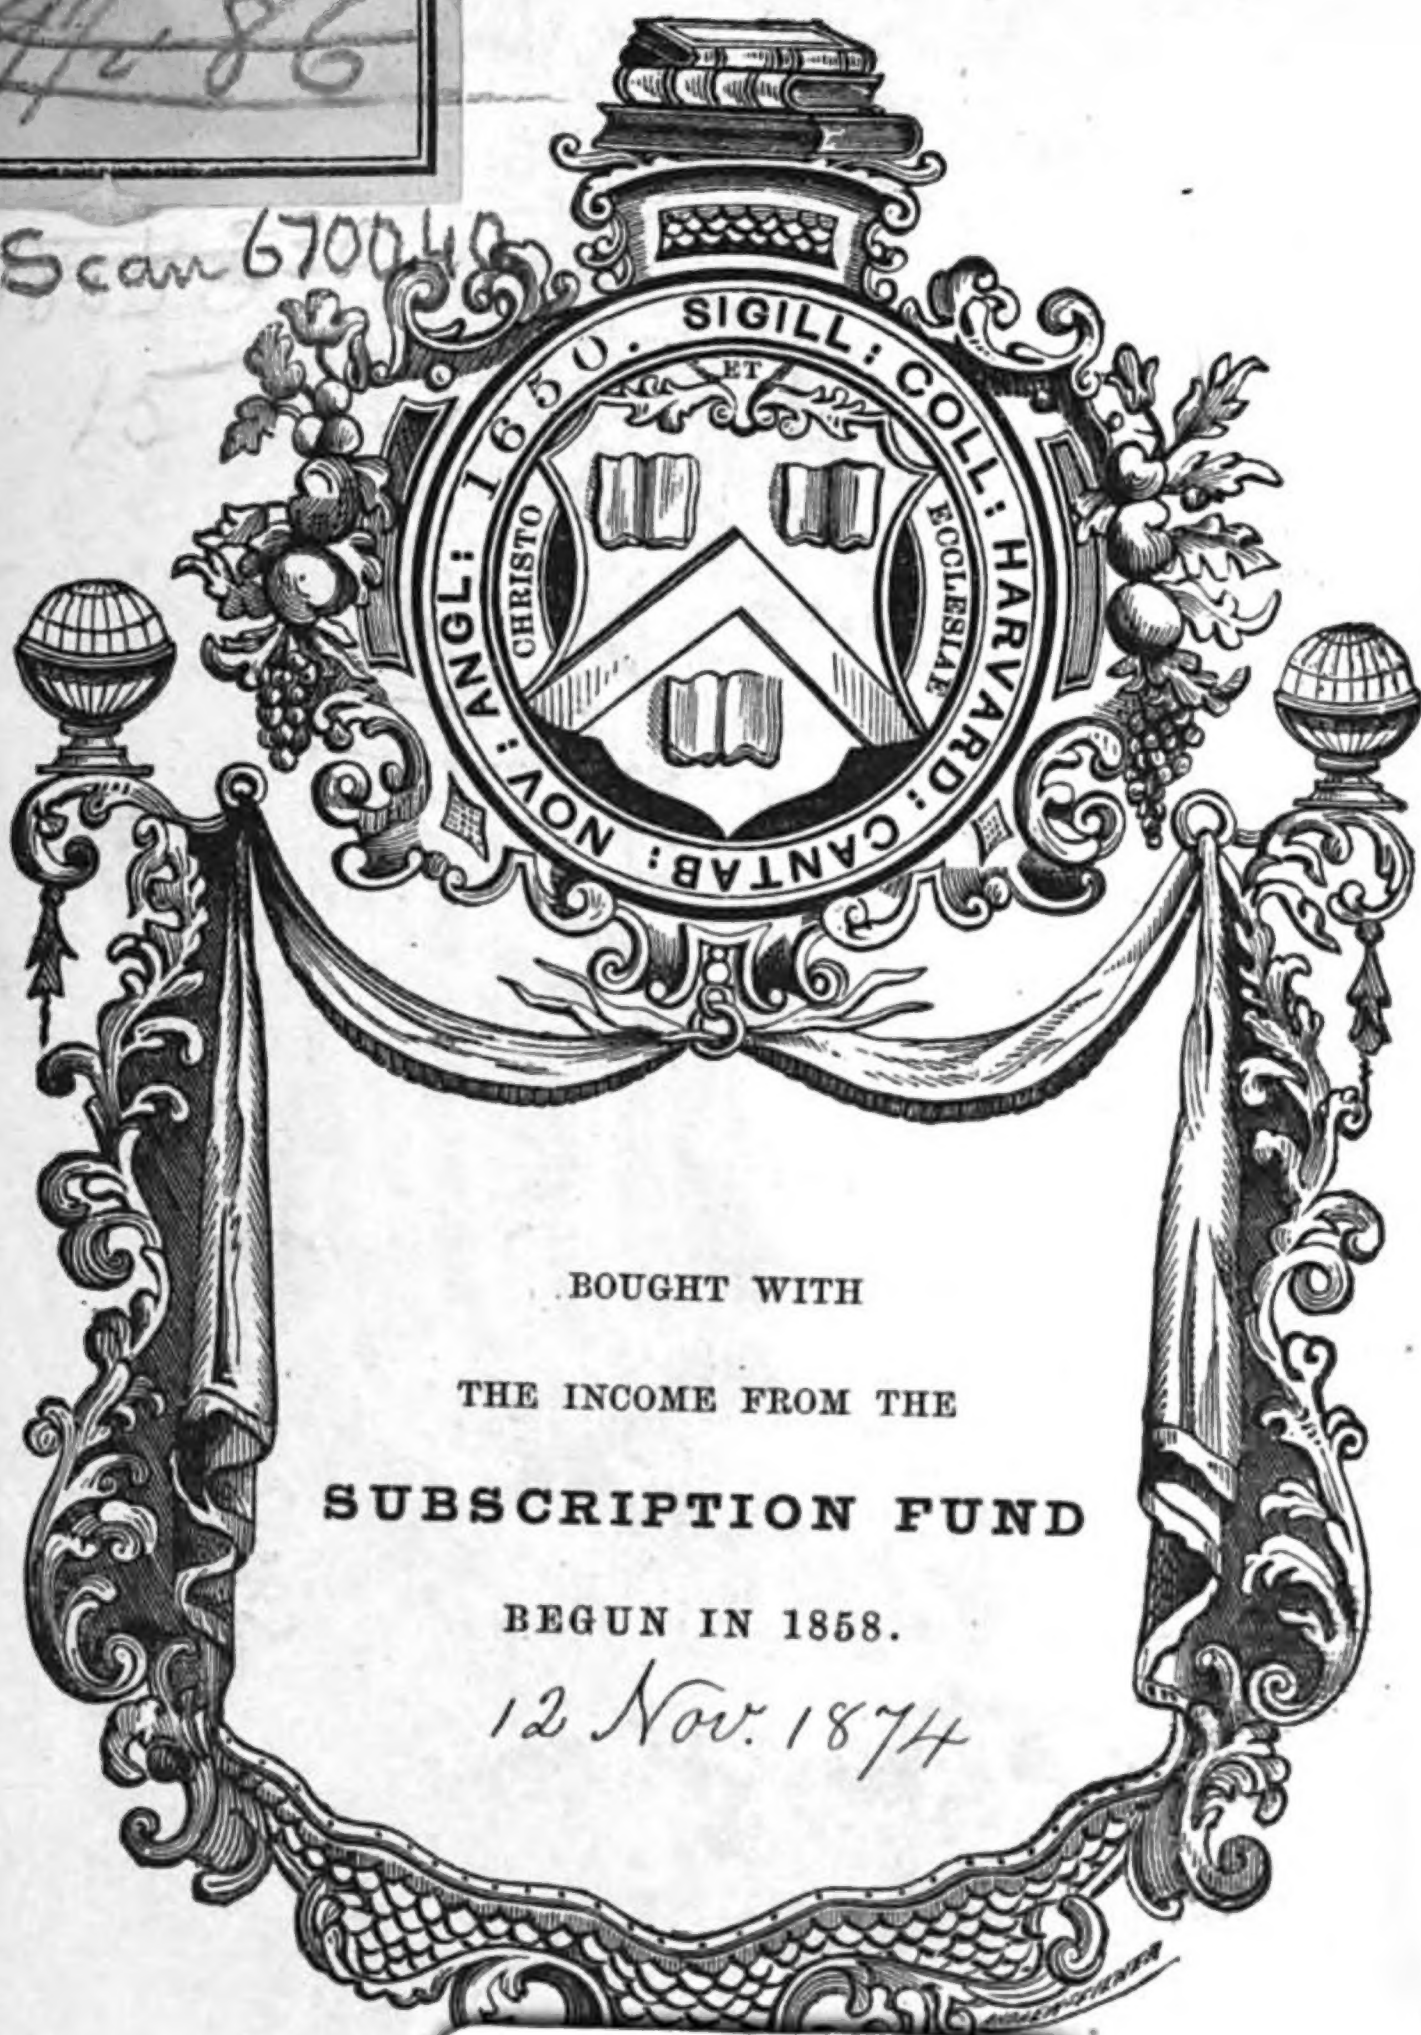 Scan 670040
SIGILL: COLL: HARVARD: CANTAB: NOV: ANGL: 1650.
CHRISTO
ET
ECCLESIAE
BOUGHT WITH
THE INCOME FROM THE
SUBSCRIPTION FUND
BEGUN IN 1858.
12 Nov. 1874